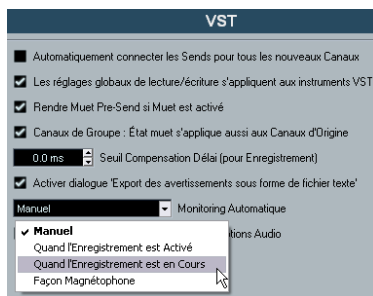 VST
Automatiquement connecter les Sends pour tous les nouveaux Canaux
Les réglages globaux de lecture/écriture s'appliquent aux instruments VST
Rendre Muet Pre-Send si Muet est activé
Canaux de Groupe : État muet s'applique aussi aux Canaux d'Origine
0.0 ms Seuil Compensation Délai (pour Enregistrement)
Activer dialogue 'Export des avertissements sous forme de fichier texte'
Manuel Monitoring Automatique
Manuel
Quand l'Enregistrement est Activé
Quand l'Enregistrement est en Cours
Façon Magnétophone
Audio